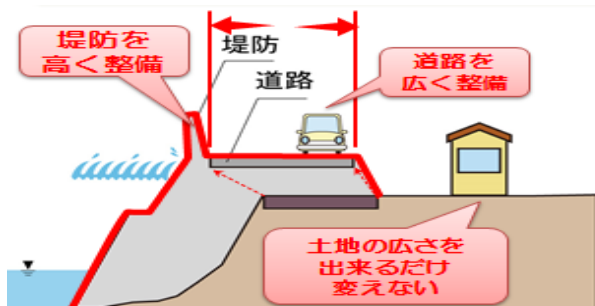 堤防を
高く整備
堤防
道路
道路を
広く整備
土地の広さを
出来るだけ
変えない